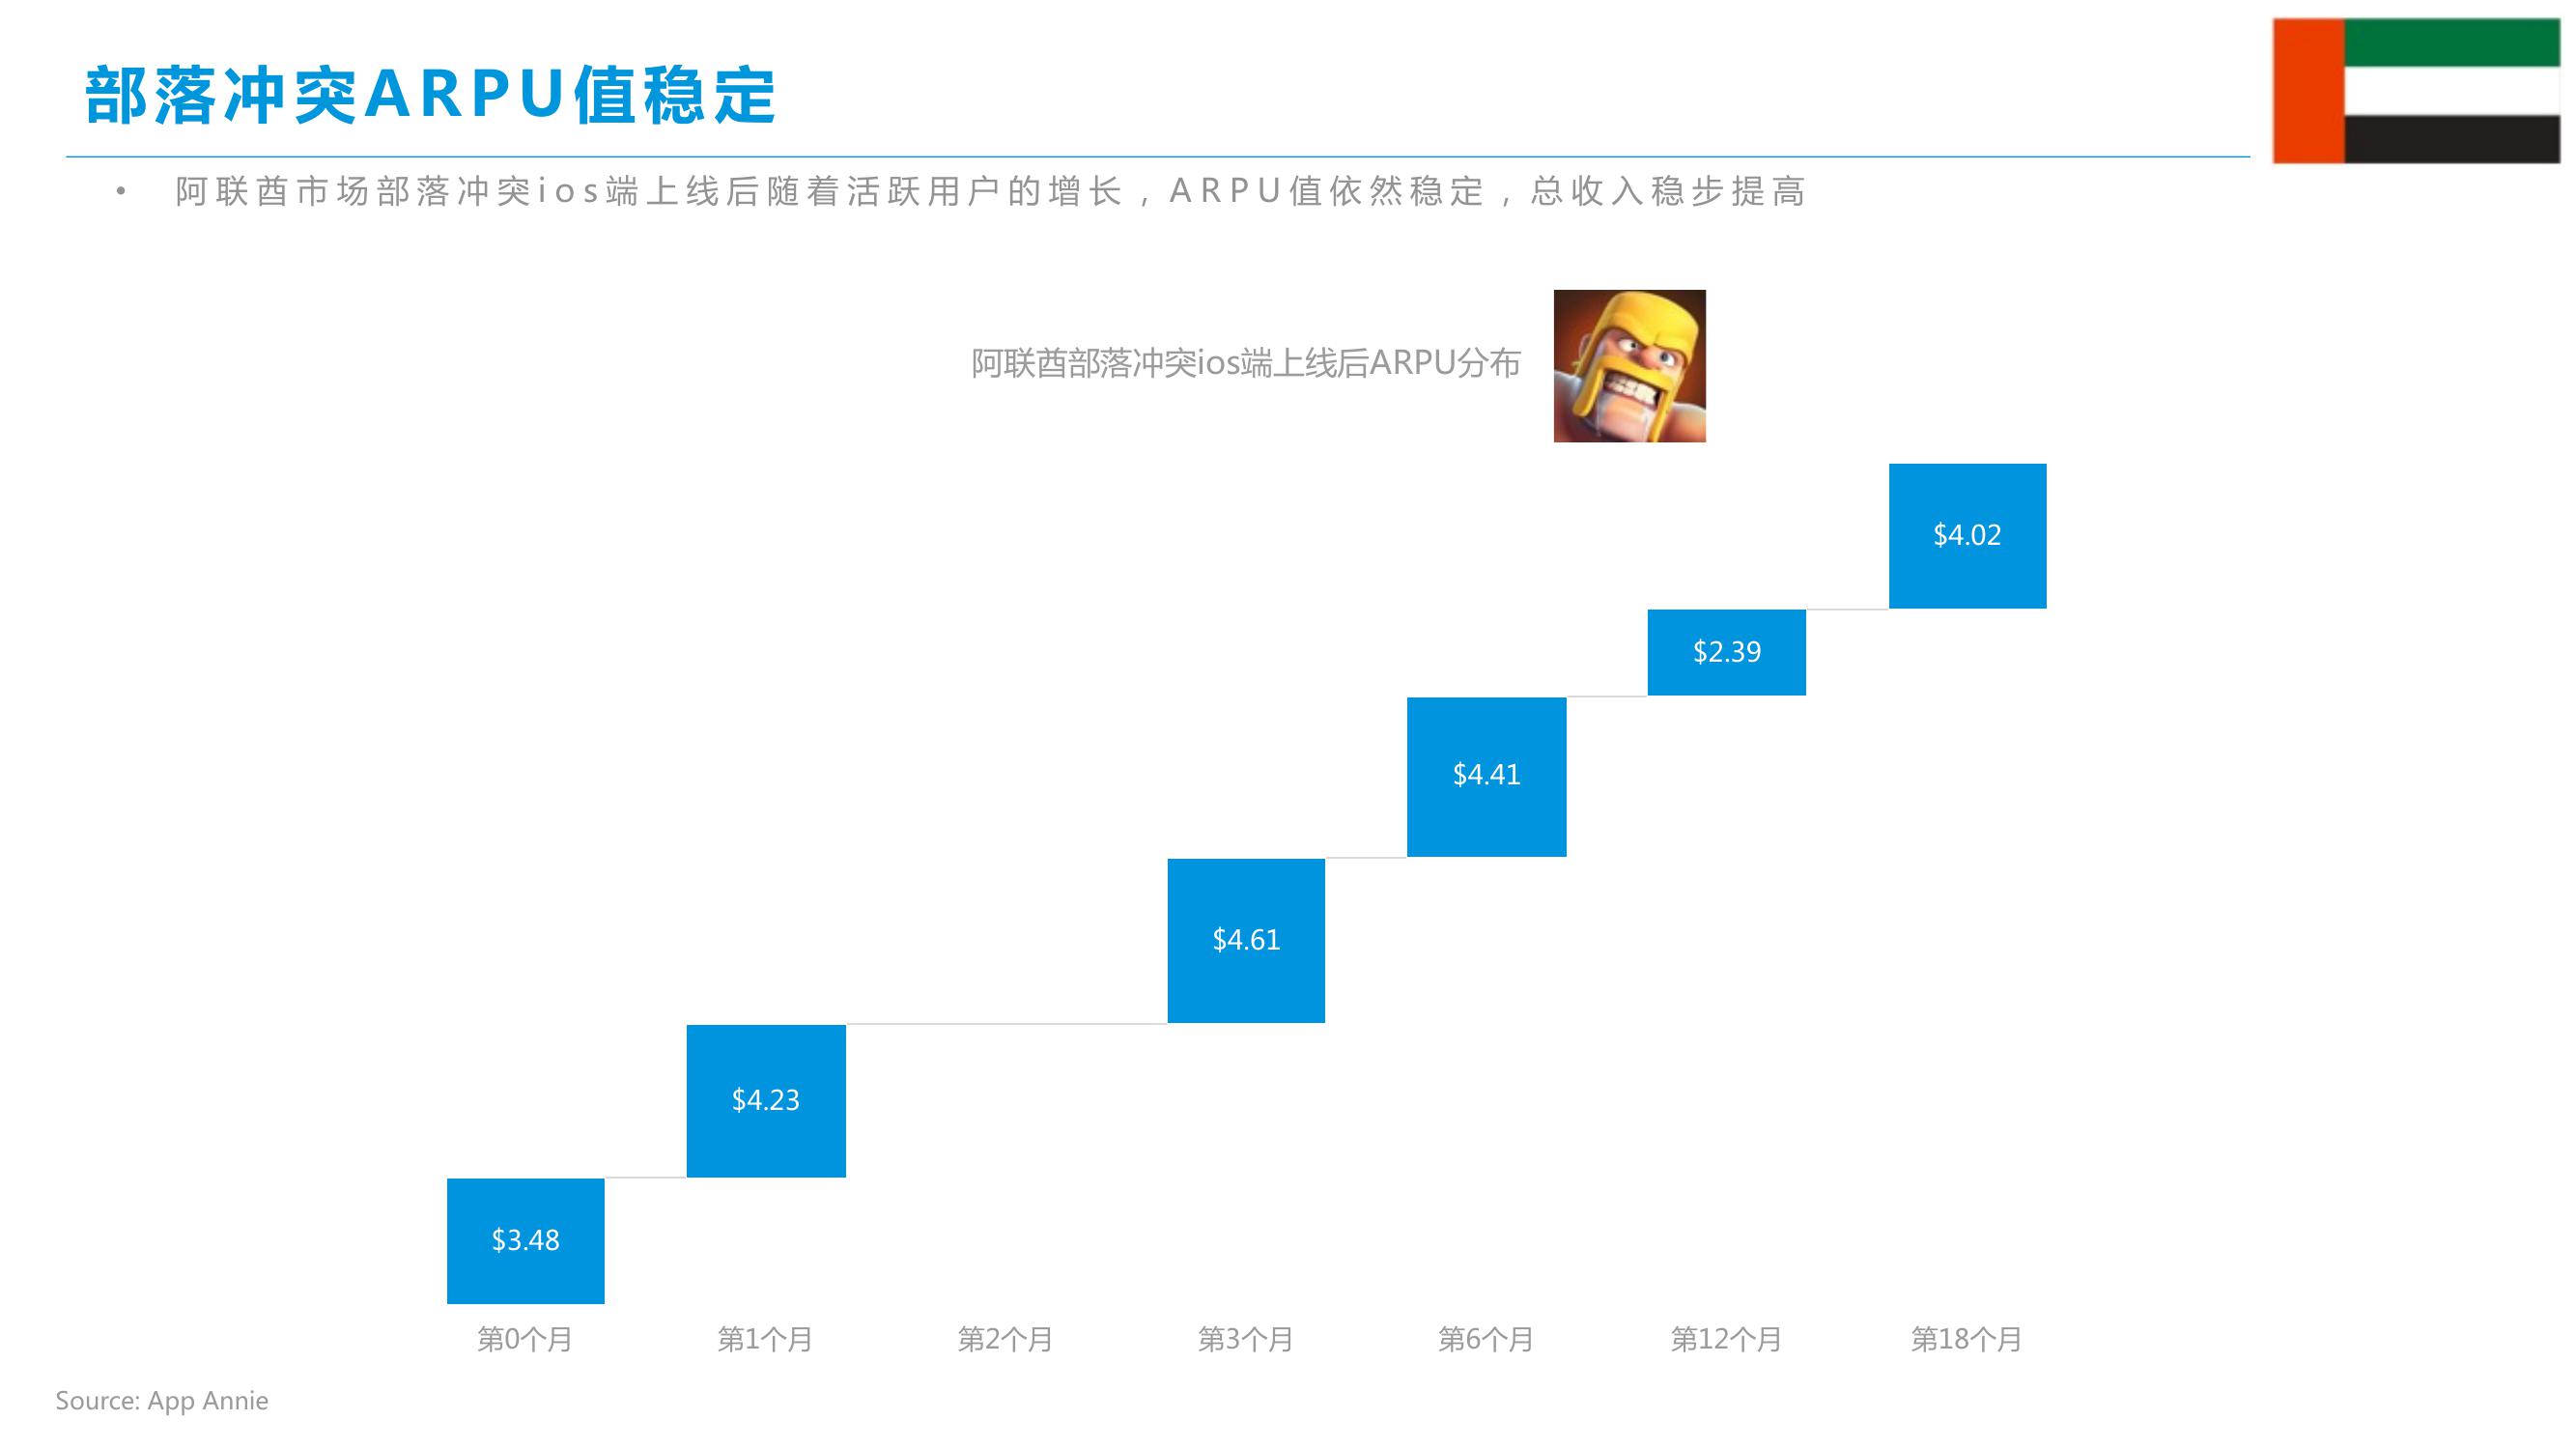 部落冲突ARPU值稳定
• 阿联酋市场部落冲突ios端上线后随着活跃用户的增长，ARPU值依然稳定，总收入稳步提高
阿联酋部落冲突ios端上线后ARPU分布
$4.02
$2.39
$4.41
$4.61
$4.23
$3.48
第0个月 第1个月 第2个月 第3个月 第6个月 第12个月 第18个月
Source: App Annie